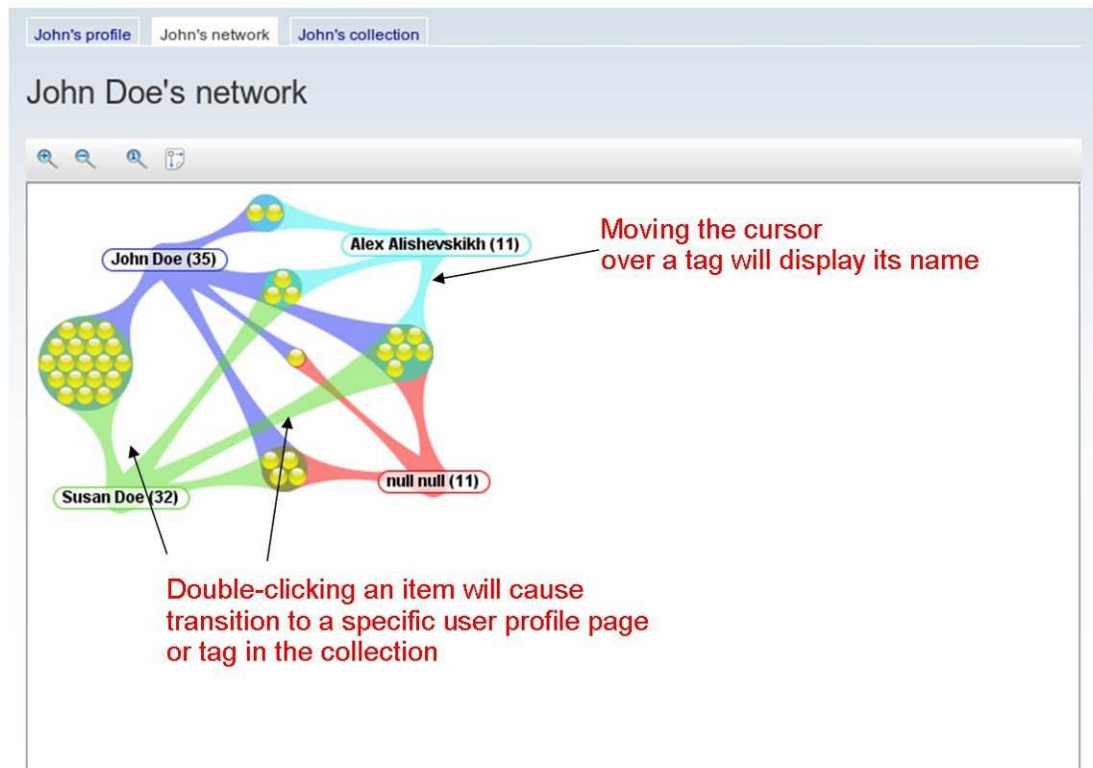 John's profile
John's network
John's collection
John Doe's network
John Doe (35)
Alex Alishevskikh (11)
Moving the cursor
over a tag will display its name
Susan Doe (32)
null null (11)
Double-clicking an item will cause
transition to a specific user profile page
or tag in the collection